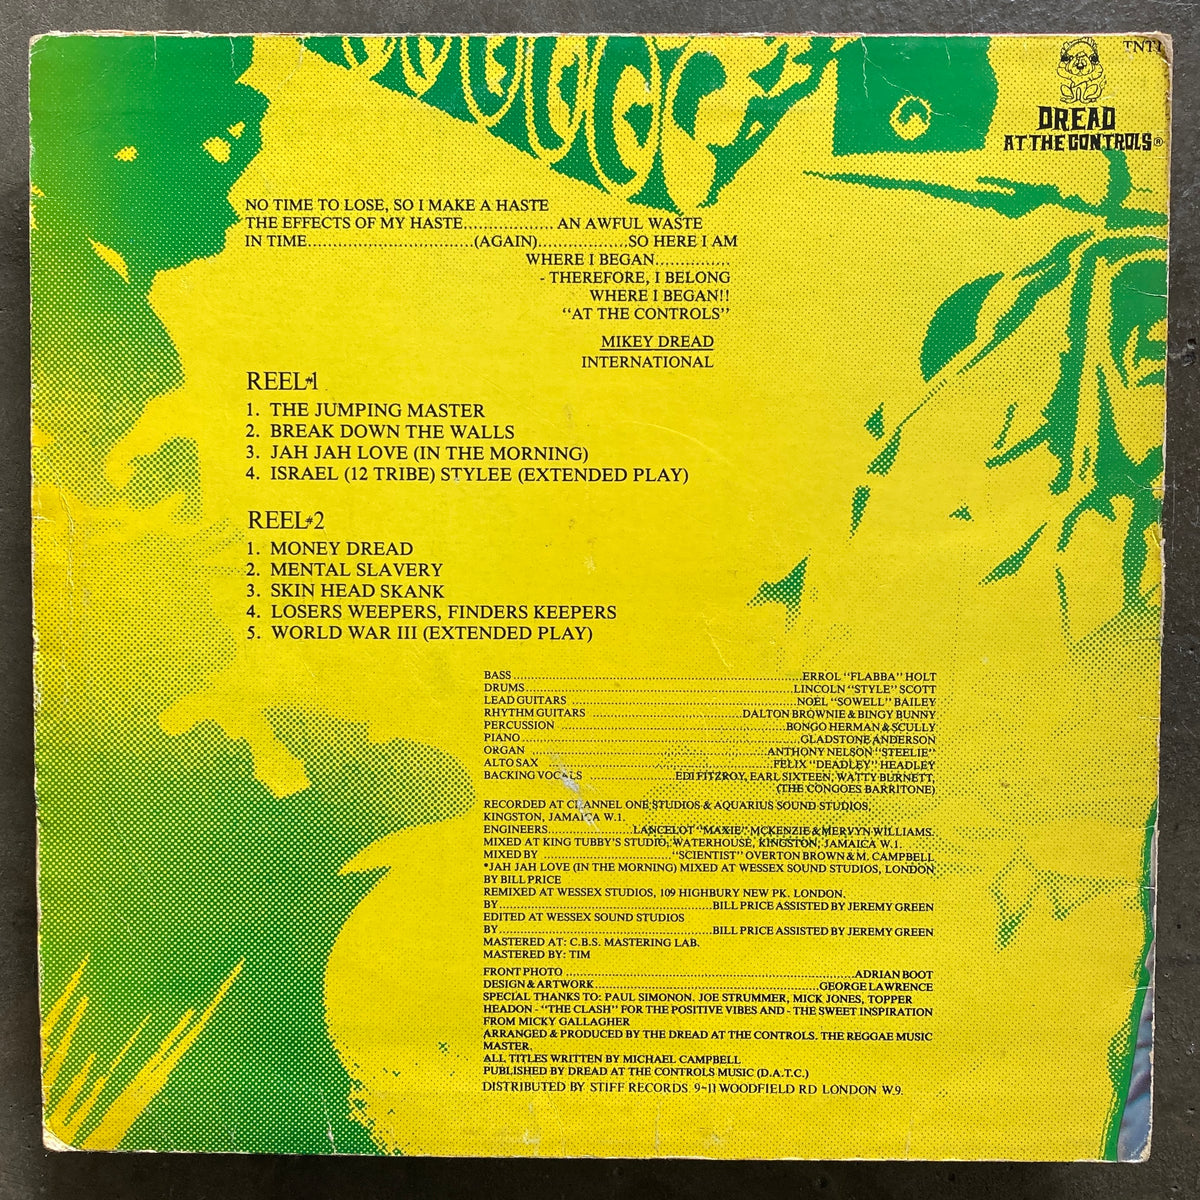 TNT1
DREAD
AT THE CONTROLS®
NO TIME TO LOSE, SO I MAKE A HASTE
THE EFFECTS OF MY HASTE.................. AN AWFUL WASTE
IN TIME.................................(AGAIN)..................SO HERE I AM
WHERE I BEGAN...............
- THEREFORE, I BELONG
WHERE I BEGAN!!
“AT THE CONTROLS”
MIKEY DREAD
INTERNATIONAL
REEL#1
1. THE JUMPING MASTER
2. BREAK DOWN THE WALLS
3. JAH JAH LOVE (IN THE MORNING)
4. ISRAEL (12 TRIBE) STYLEE (EXTENDED PLAY)
REEL#2
1. MONEY DREAD
2. MENTAL SLAVERY
3. SKIN HEAD SKANK
4. LOSERS WEEPERS, FINDERS KEEPERS
5. WORLD WAR III (EXTENDED PLAY)
BASS..........................................................ERROL “FLABBA” HOLT
DRUMS......................................................LINCOLN “STYLE” SCOTT
LEAD GUITARS ..............................................NOEL “SOWELL” BAILEY
RHYTHM GUITARS ..............................DALTON BROWNIE & BINGY BUNNY
PERCUSSION ..............................................BONGO HERMAN & SCULLY
PIANO........................................................GLADSTONE ANDERSON
ORGAN ................................................ANTHONY NELSON “STEELIE”
ALTO SAX ................................................FELIX “DEADLEY” HEADLEY
BACKING VOCALS .................EDI FITZROY, EARL SIXTEEN, WATTY BURNETT,
(THE CONGOES BARRITONE)
RECORDED AT CHANNEL ONE STUDIOS & AQUARIUS SOUND STUDIOS,
KINGSTON, JAMAICA W.1.
ENGINEERS.....................LANCELOT “MAXIE” MCKENZIE & MERVYN WILLIAMS.
MIXED AT KING TUBBY’S STUDIO, WATERHOUSE, KINGSTON, JAMAICA W.1.
MIXED BY ................................“SCIENTIST” OVERTON BROWN & M. CAMPBELL
*JAH JAH LOVE (IN THE MORNING) MIXED AT WESSEX SOUND STUDIOS, LONDON
BY BILL PRICE
REMIXED AT WESSEX STUDIOS, 109 HIGHBURY NEW PK. LONDON.
BY......................................................BILL PRICE ASSISTED BY JEREMY GREEN
EDITED AT WESSEX SOUND STUDIOS
BY......................................................BILL PRICE ASSISTED BY JEREMY GREEN
MASTERED AT: C.B.S. MASTERING LAB.
MASTERED BY: TIM
FRONT PHOTO ......................................................................ADRIAN BOOT
DESIGN & ARTWORK........................................................GEORGE LAWRENCE
SPECIAL THANKS TO: PAUL SIMONON. JOE STRUMMER, MICK JONES, TOPPER
HEADON - “THE CLASH” FOR THE POSITIVE VIBES AND - THE SWEET INSPIRATION
FROM MICKY GALLAGHER
ARRANGED & PRODUCED BY THE DREAD AT THE CONTROLS. THE REGGAE MUSIC
MASTER.
ALL TITLES WRITTEN BY MICHAEL CAMPBELL
PUBLISHED BY DREAD AT THE CONTROLS MUSIC (D.A.T.C.)
DISTRIBUTED BY STIFF RECORDS 9-11 WOODFIELD RD LONDON W.9.